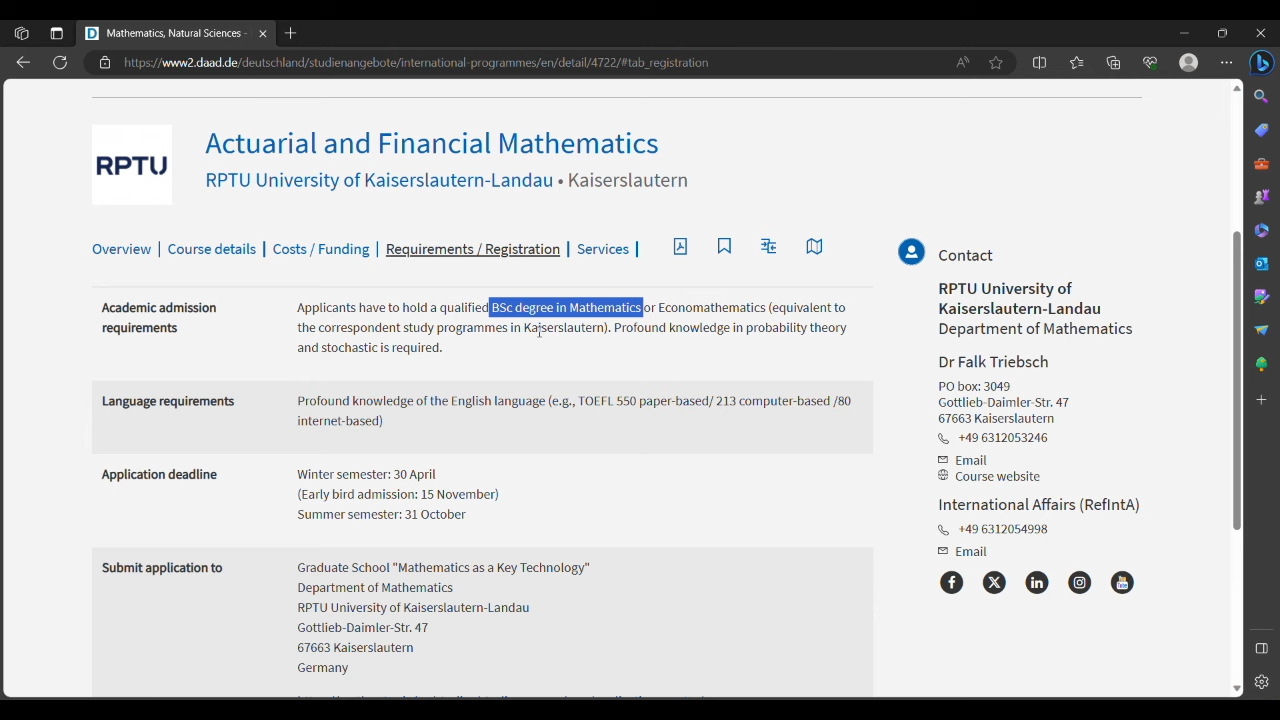 Mathematics, Natural Sciences -
https://www2.daad.de/deutschland/studienangebote/international-programmes/en/detail/4722/#tab_registration
RPTU
Actuarial and Financial Mathematics
RPTU University of Kaiserslautern-Landau • Kaiserslautern
Overview | Course details | Costs / Funding | Requirements / Registration | Services |
Academic admission requirements
Applicants have to hold a qualified BSc degree in Mathematics or Economathematics (equivalent to
the correspondent study programmes in Kaiserslautern). Profound knowledge in probability theory
and stochastic is required.
Language requirements
Profound knowledge of the English language (e.g., TOEFL 550 paper-based/ 213 computer-based /80
internet-based)
Application deadline
Winter semester: 30 April
(Early bird admission: 15 November)
Summer semester: 31 October
Submit application to
Graduate School "Mathematics as a Key Technology"
Department of Mathematics
RPTU University of Kaiserslautern-Landau
Gottlieb-Daimler-Str. 47
67663 Kaiserslautern
Germany
Contact
RPTU University of
Kaiserslautern-Landau
Department of Mathematics
Dr Falk Triebsch
PO box: 3049
Gottlieb-Daimler-Str. 47
67663 Kaiserslautern
+49 6312053246
Email
Course website
International Affairs (RefIntA)
+49 6312054998
Email